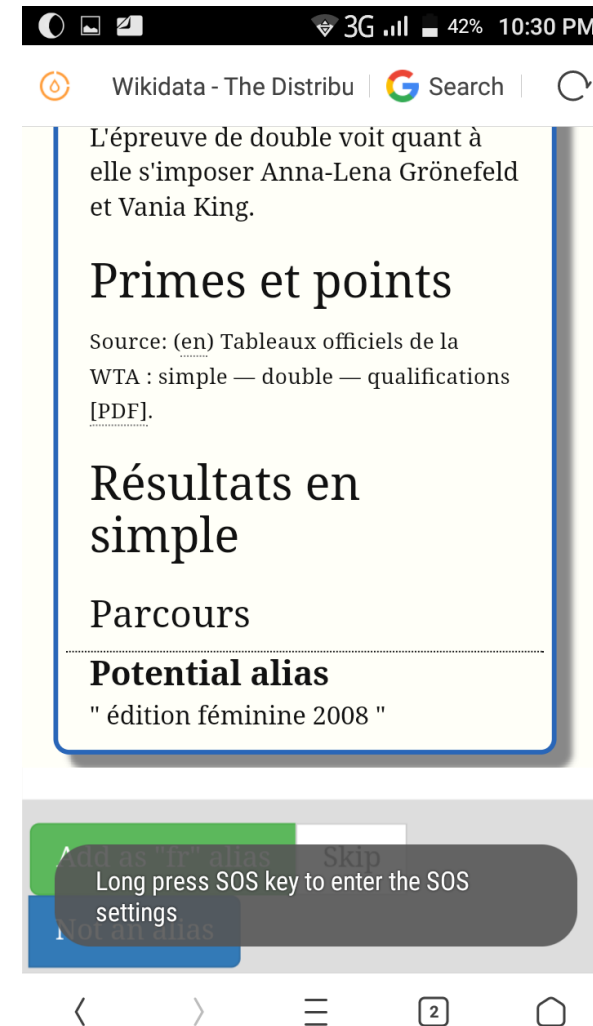 3G 42% 10:30 PM
Wikidata - The Distribu Search
L'épreuve de double voit quant à
elle s'imposer Anna-Lena Grönefeld
et Vania King.
Primes et points
Source: (en) Tableaux officiels de la
WTA : simple — double — qualifications
[PDF].
Résultats en
simple
Parcours
Potential alias
" édition féminine 2008 "
Add as "fr" alias Skip
Long press SOS key to enter the SOS
settings
Not an alias
2